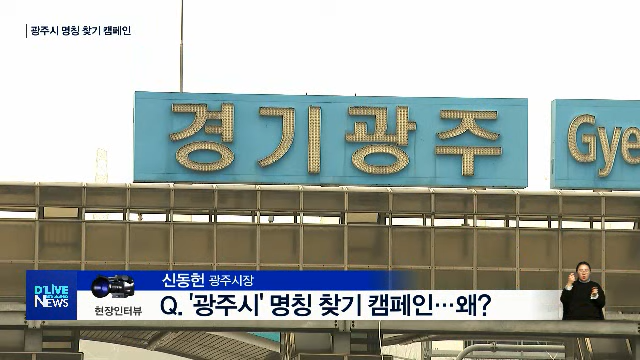 광주시 명칭 찾기 캠페인
경기광주
Gye
신동헌 광주시장
D'LIVE
NEWS
현장인터뷰
Q. '광주시' 명칭 찾기 캠페인…왜?